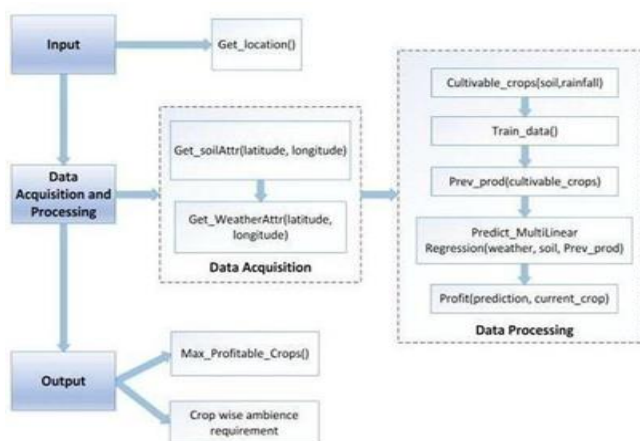 Input
Get_location()
Data
Acquisition and
Processing
Get_soilAttr(latitude, longitude)
Get_WeatherAttr(latitude,
longitude)
Data Acquisition
Cultivable_crops(soil,rainfall)
Train_data()
Prev_prod(cultivable_crops)
Predict_MultiLinear
Regression(weather, soil, Prev_prod)
Profit(prediction, current_crop)
Data Processing
Output
Max_Profitable_Crops()
Crop wise ambience
requirement